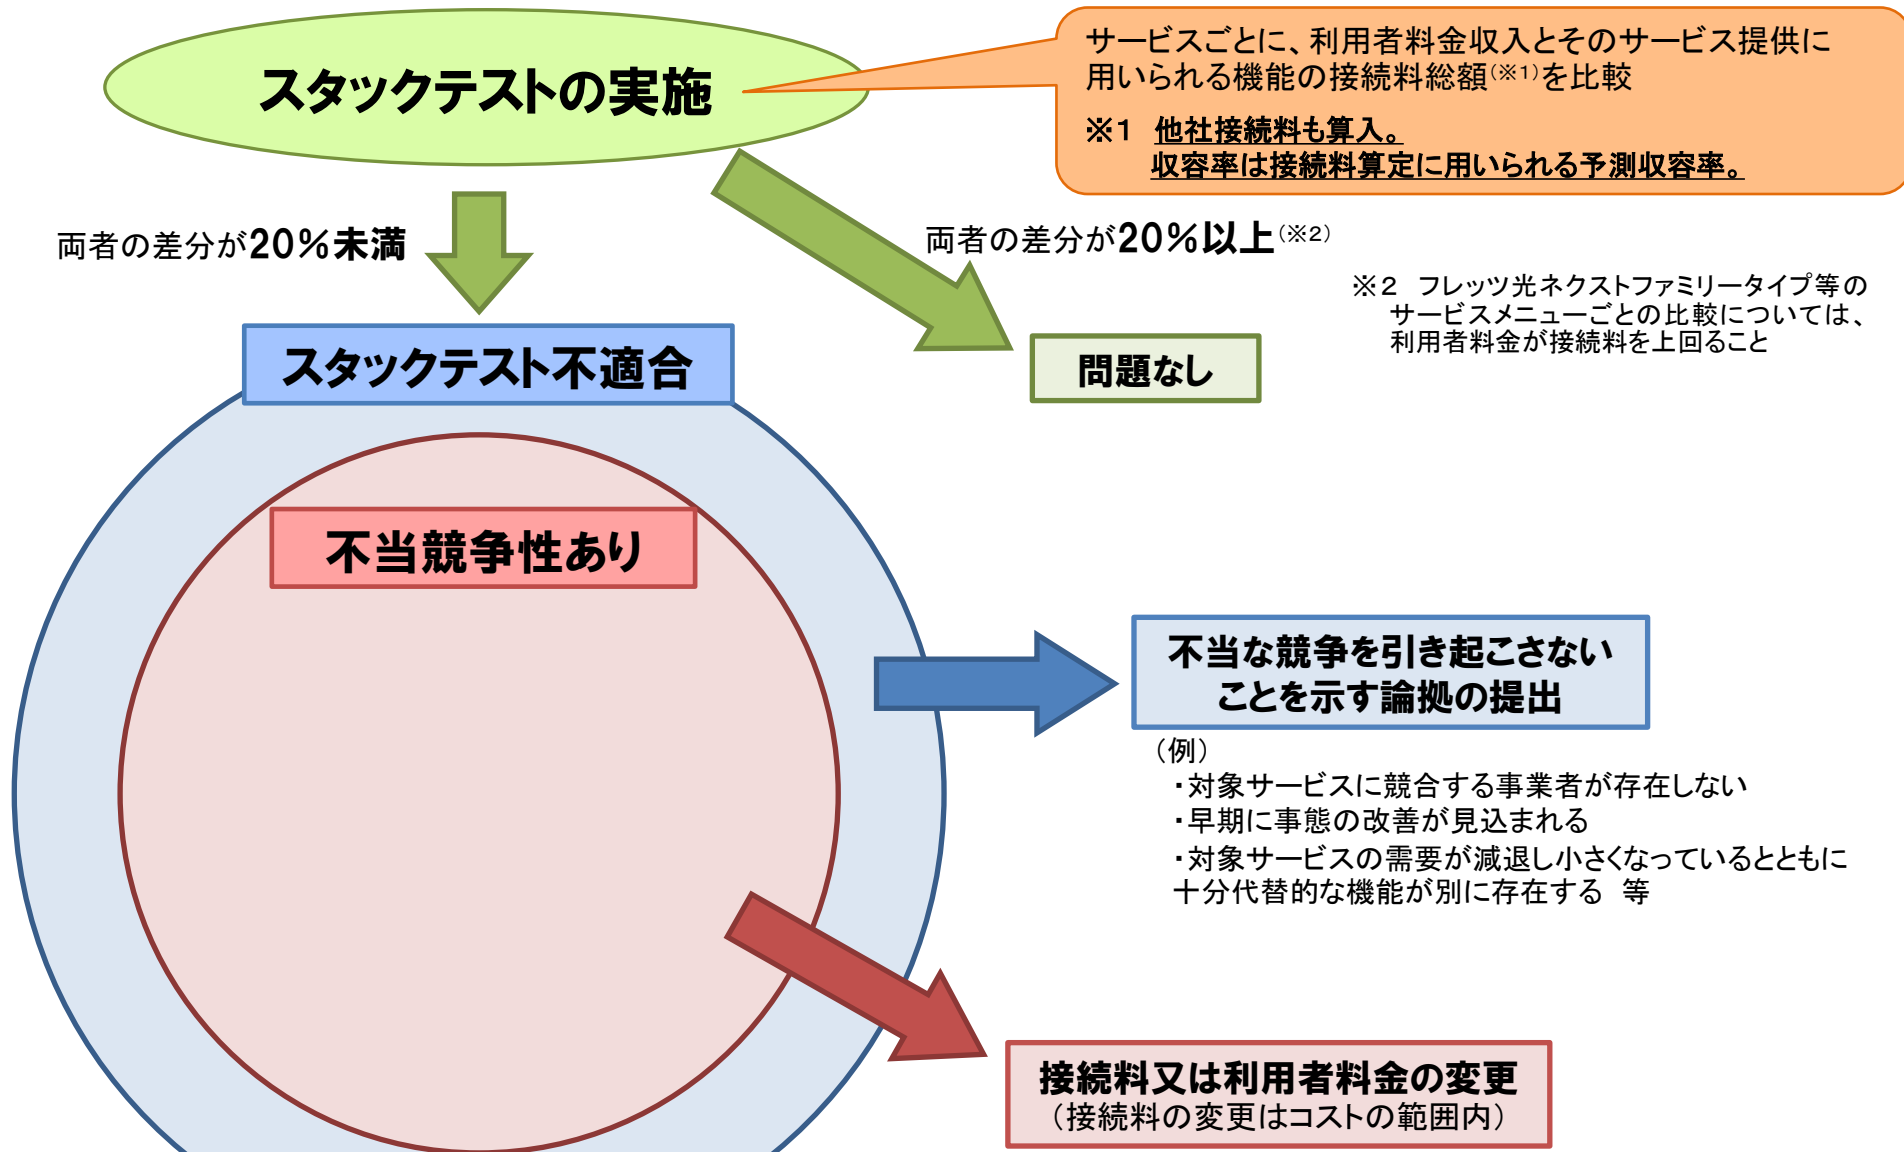 スタックテストの実施
サービスごとに、利用者料金収入とそのサービス提供に
用いられる機能の接続料総額(※1)を比較
※1 他社接続料も算入。
収容率は接続料算定に用いられる予測収容率。
両者の差分が20%未満
両者の差分が20%以上(※2)
※2 フレッツ光ネクストファミリータイプ等の
サービスメニューごとの比較については、
利用者料金が接続料を上回ること
スタックテスト不適合
問題なし
不当競争性あり
不当な競争を引き起こさない
ことを示す論拠の提出
(例)
・対象サービスに競合する事業者が存在しない
・早期に事態の改善が見込まれる
・対象サービスの需要が減退し小さくなっているとともに
十分代替的な機能が別に存在する 等
接続料又は利用者料金の変更
(接続料の変更はコストの範囲内)